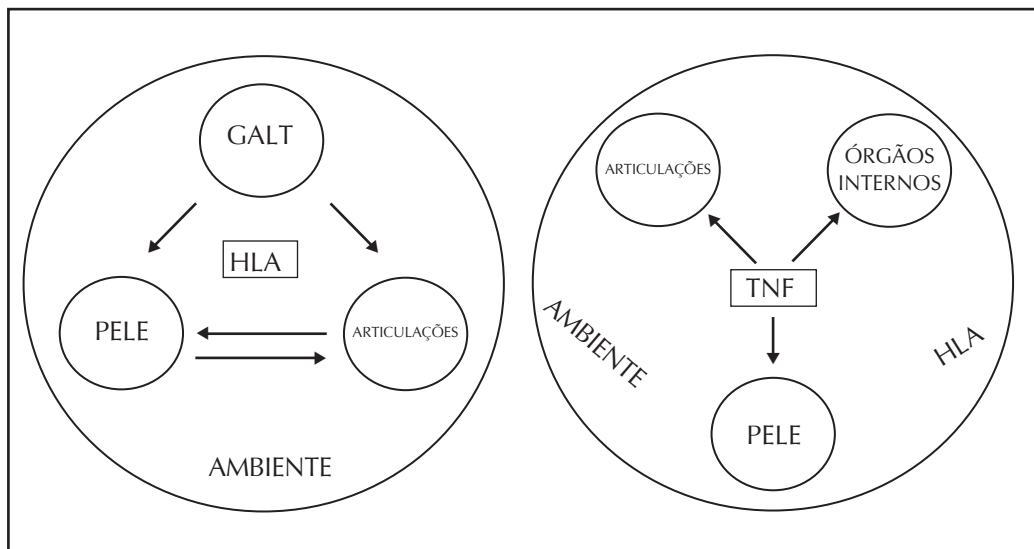 GALT
HLA
PELE
ARTICULAÇÕES
AMBIENTE
ARTICULAÇÕES
ÓRGÃOS
INTERNOS
TNF
AMBIENTE
HLA
PELE